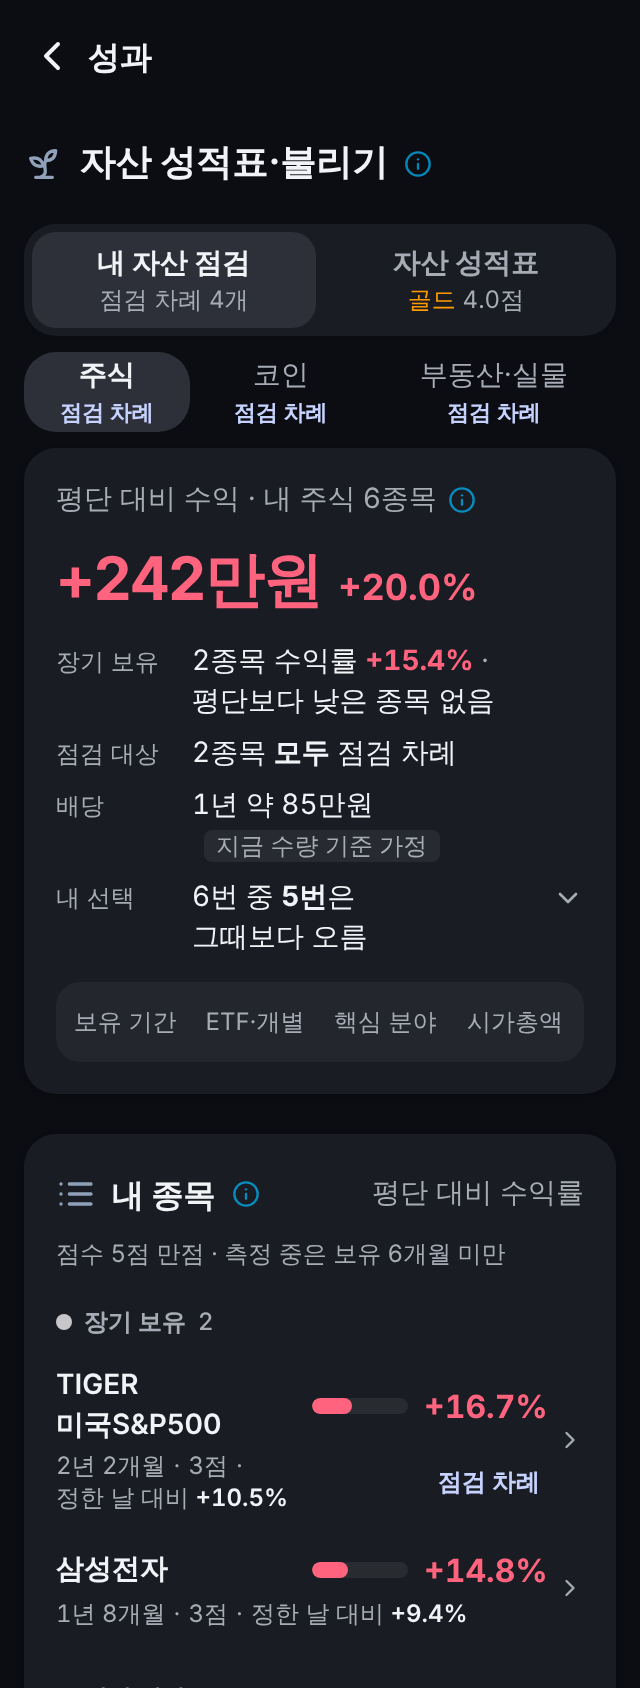 성과
자산 성적표·불리기
내 자산 점검
점검 차례 4개
자산 성적표
골드 4.0점
주식
점검 차례
코인
점검 차례
부동산·실물
점검 차례
평단 대비 수익 · 내 주식 6종목
+242만원 +20.0%
장기 보유 2종목 수익률 +15.4% ·
평단보다 낮은 종목 없음
점검 대상 2종목 모두 점검 차례
배당 1년 약 85만원
지금 수량 기준 가정
내 선택 6번 중 5번은
그때보다 오름
보유 기간 ETF·개별 핵심 분야 시가총액
내 종목 평단 대비 수익률
점수 5점 만점 · 측정 중은 보유 6개월 미만
장기 보유 2
TIGER
미국S&P500
+16.7%
2년 2개월 · 3점 ·
정한 날 대비 +10.5%
점검 차례
삼성전자 +14.8%
1년 8개월 · 3점 · 정한 날 대비 +9.4%